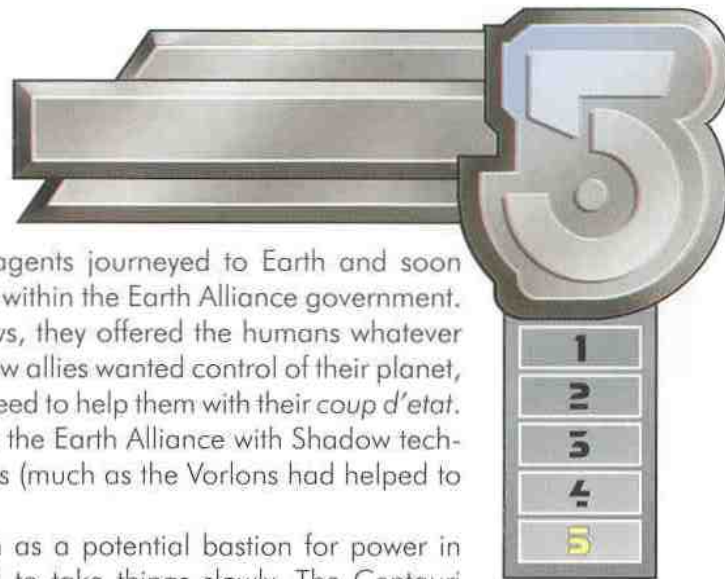 5
agents journeyed to Earth and soon
within the Earth Alliance government.
ws, they offered the humans whatever
w allies wanted control of their planet,
eed to help them with their coup d'etat.
the Earth Alliance with Shadow tech-
s (much as the Vorlons had helped to
1
2
3
4
5
as a potential bastion for power in
to take things slowly. The Centauri